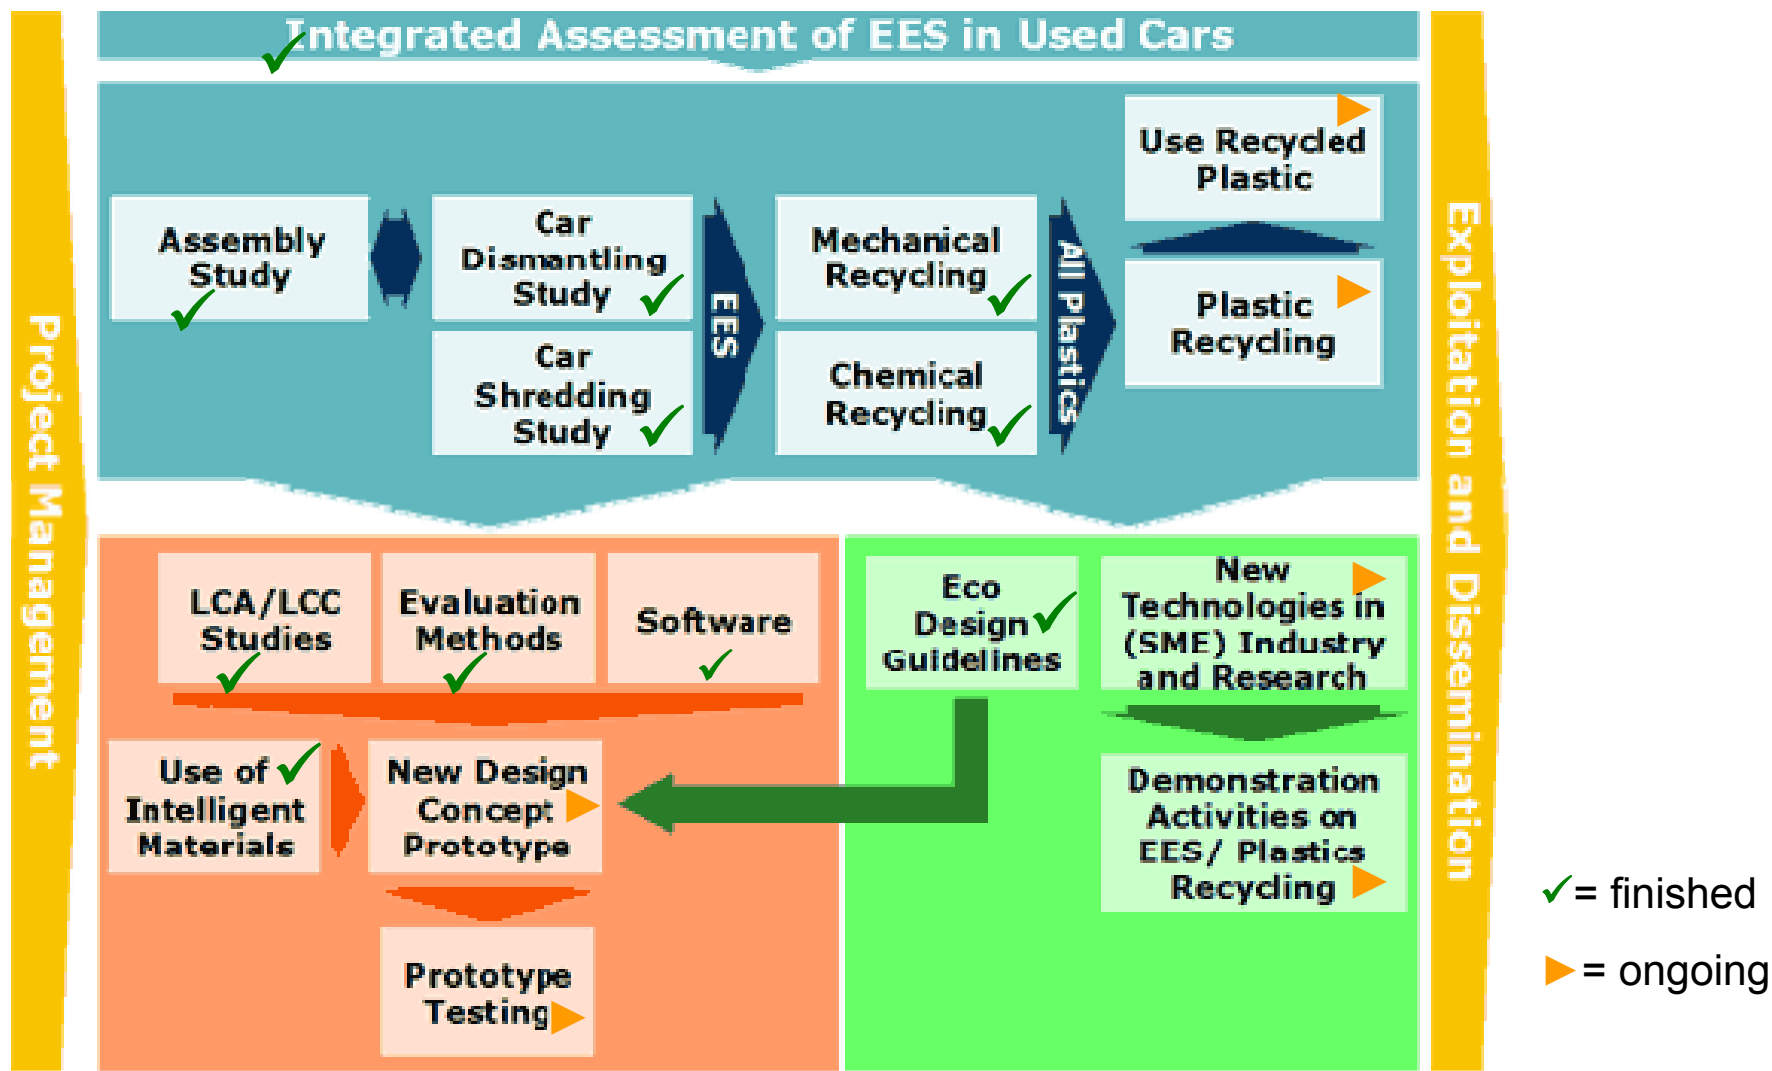 Integrated Assessment of EES in Used Cars
Project Management
Assembly
Study
Car
Dismantling
Study
Car
Shredding
Study
EES
Mechanical
Recycling
Chemical
Recycling
All Plastics
Use Recycled
Plastic
Plastic
Recycling
Exploitation and Dissemination
LCA/LCC
Studies
Evaluation
Methods
Software
Use of
Intelligent
Materials
New Design
Concept
Prototype
Prototype
Testing
Eco
Design
Guidelines
New
Technologies in
(SME) Industry
and Research
Demonstration
Activities on
EES/ Plastics
Recycling
= finished
= ongoing